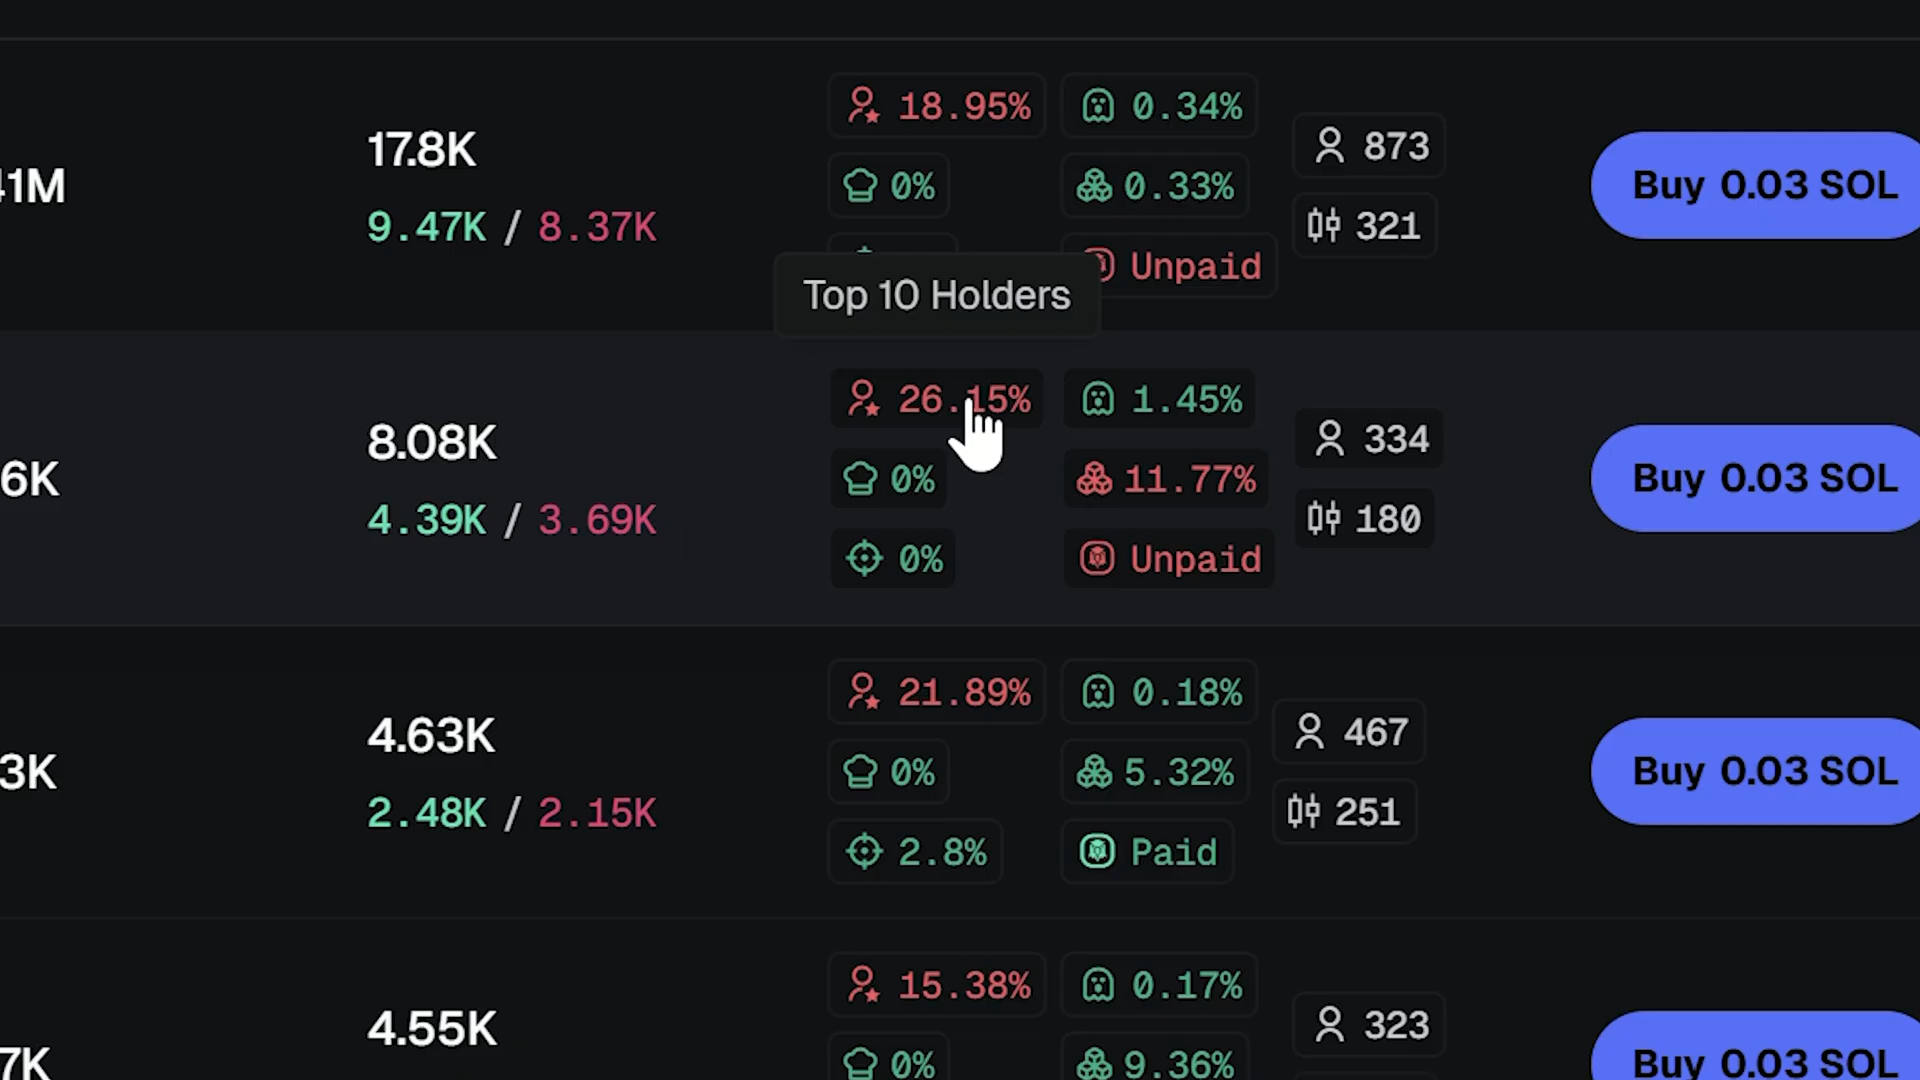 18.95% 0.34%
17.8K 873
41M 0% 0.33% Buy 0.03 SOL
9.47K / 8.37K 321
Unpaid
Top 10 Holders
26.15% 1.45%
8.08K 334
6K 0% 11.77% Buy 0.03 SOL
4.39K / 3.69K 180
0% Unpaid
21.89% 0.18%
4.63K 467
3K 0% 5.32% Buy 0.03 SOL
2.48K / 2.15K 251
2.8% Paid
15.38% 0.17%
4.55K 323
7K 0% 9.36% Buy 0.03 SOL